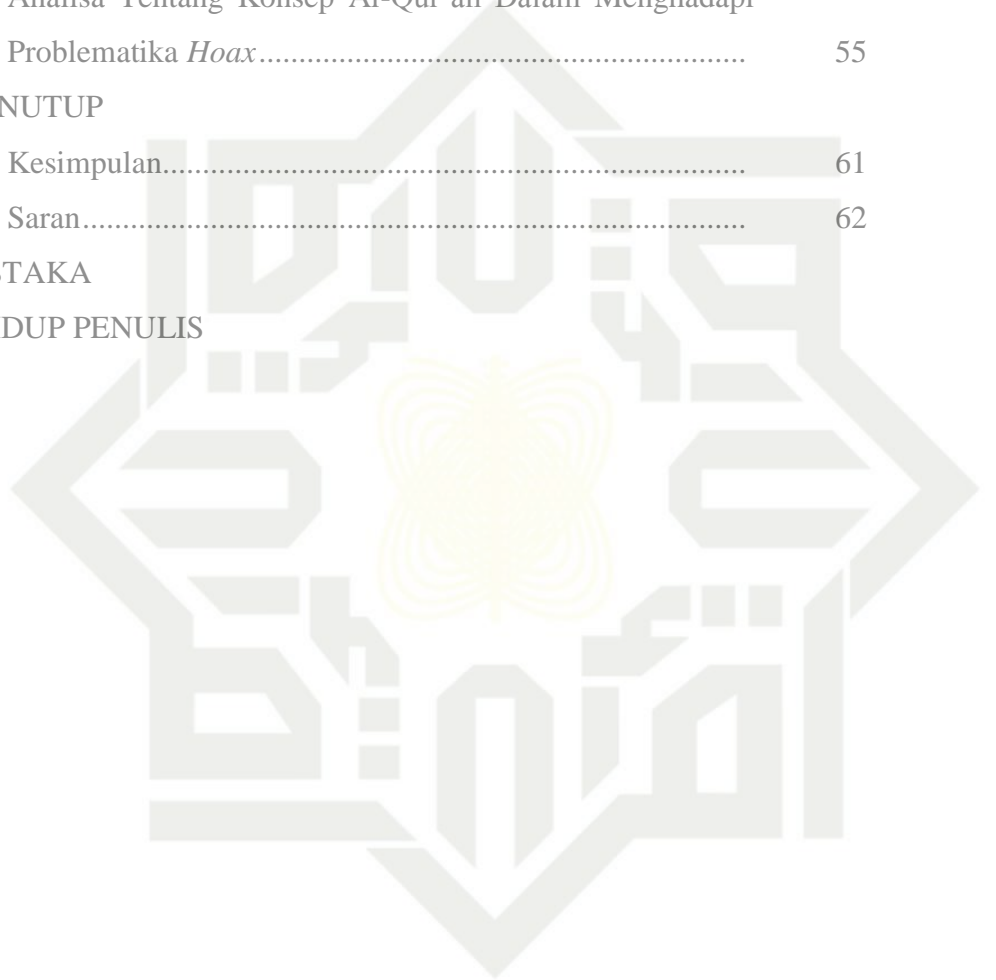 Analisa Tentang Konsep Al-Qur'an Dalam Menghadapi
Problematika Hoax............................................................. 55
NUTUP
Kesimpulan......................................................................... 61
Saran................................................................................... 62
STAKA
DUP PENULIS